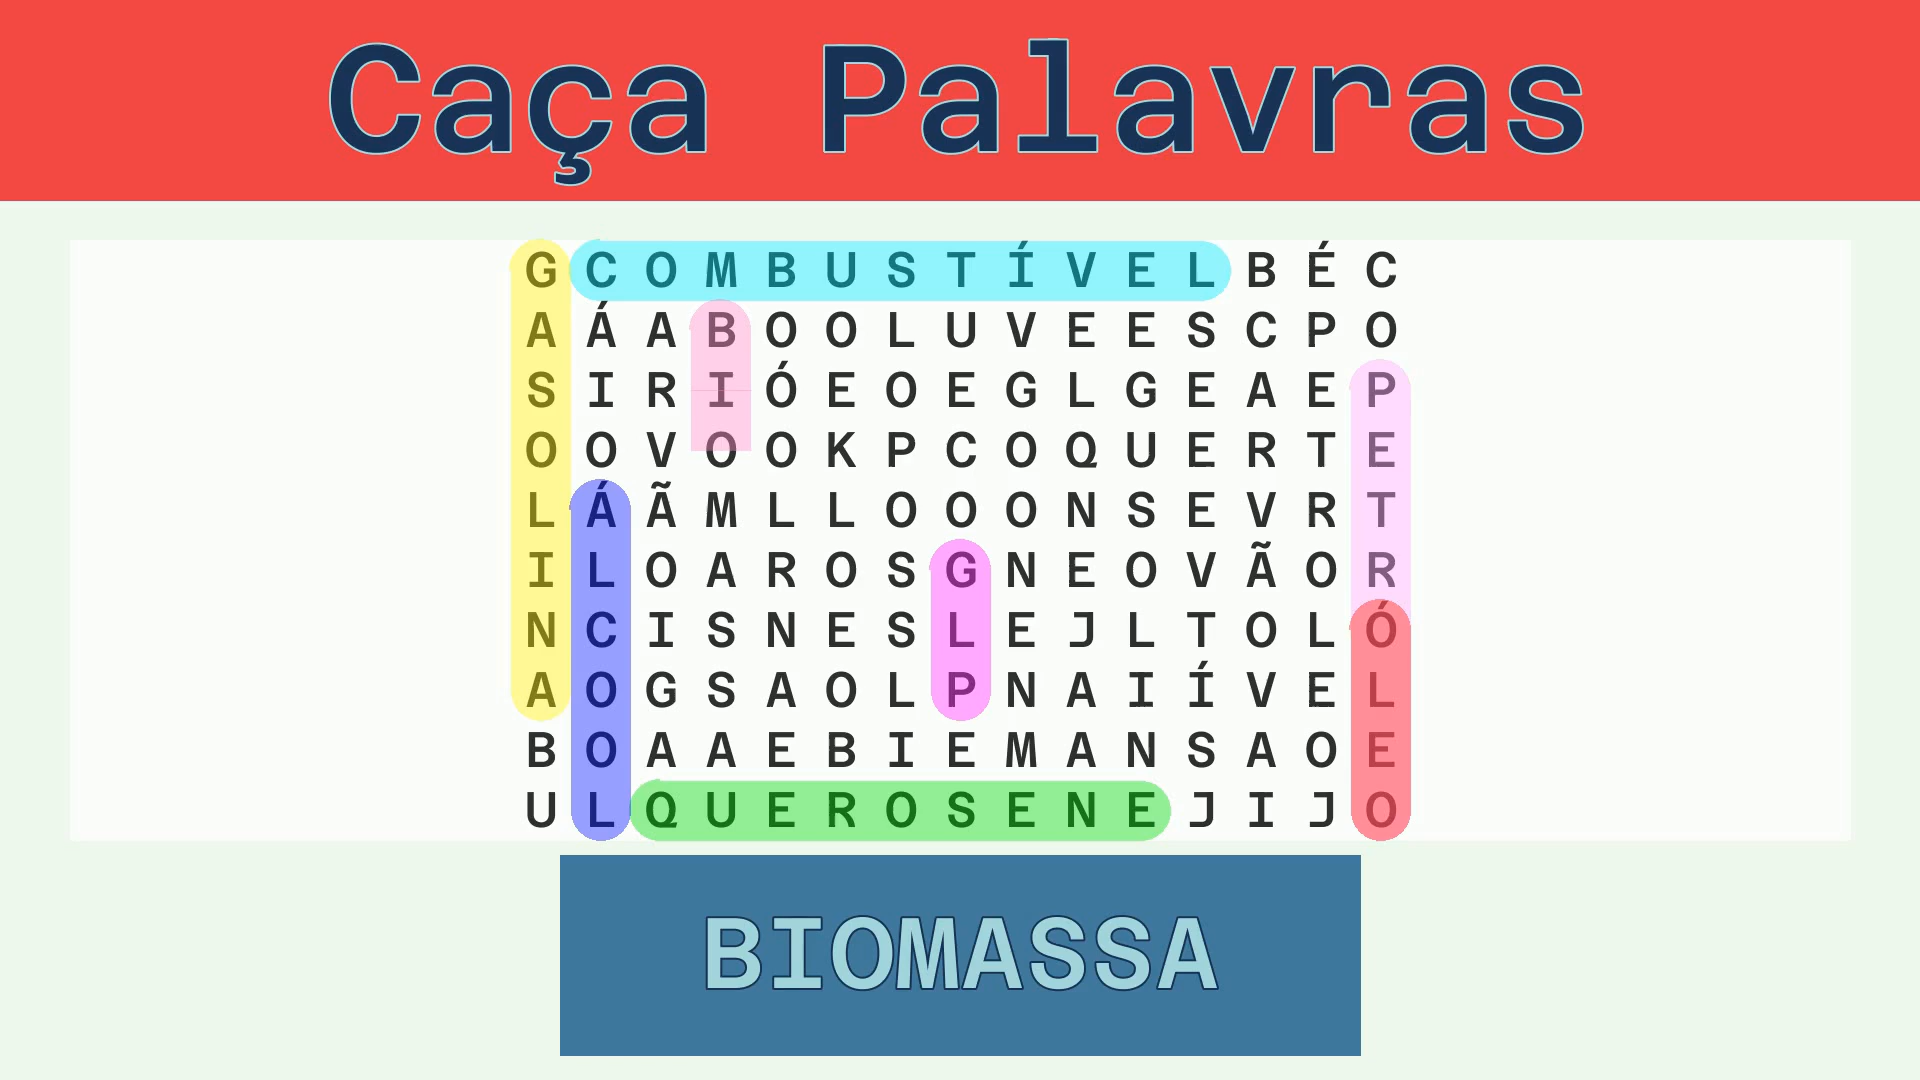 Caça Palavras
G C O M B U S T Í V E L B É C
A Á A B O O L U V E E S C P O
S I R I Ó E O E G L G E A E P
O O V O O K P C O Q U E R T E
L Á Ã M L L O O O N S E V R T
I L O A R O S G N E O V Ã O R
N C I S N E S L E J L T O L Ó
A O G S A O L P N A I Í V E L
B O A A E B I E M A N S A O E
U L Q U E R O S E N E J I J O
BIOMASSA